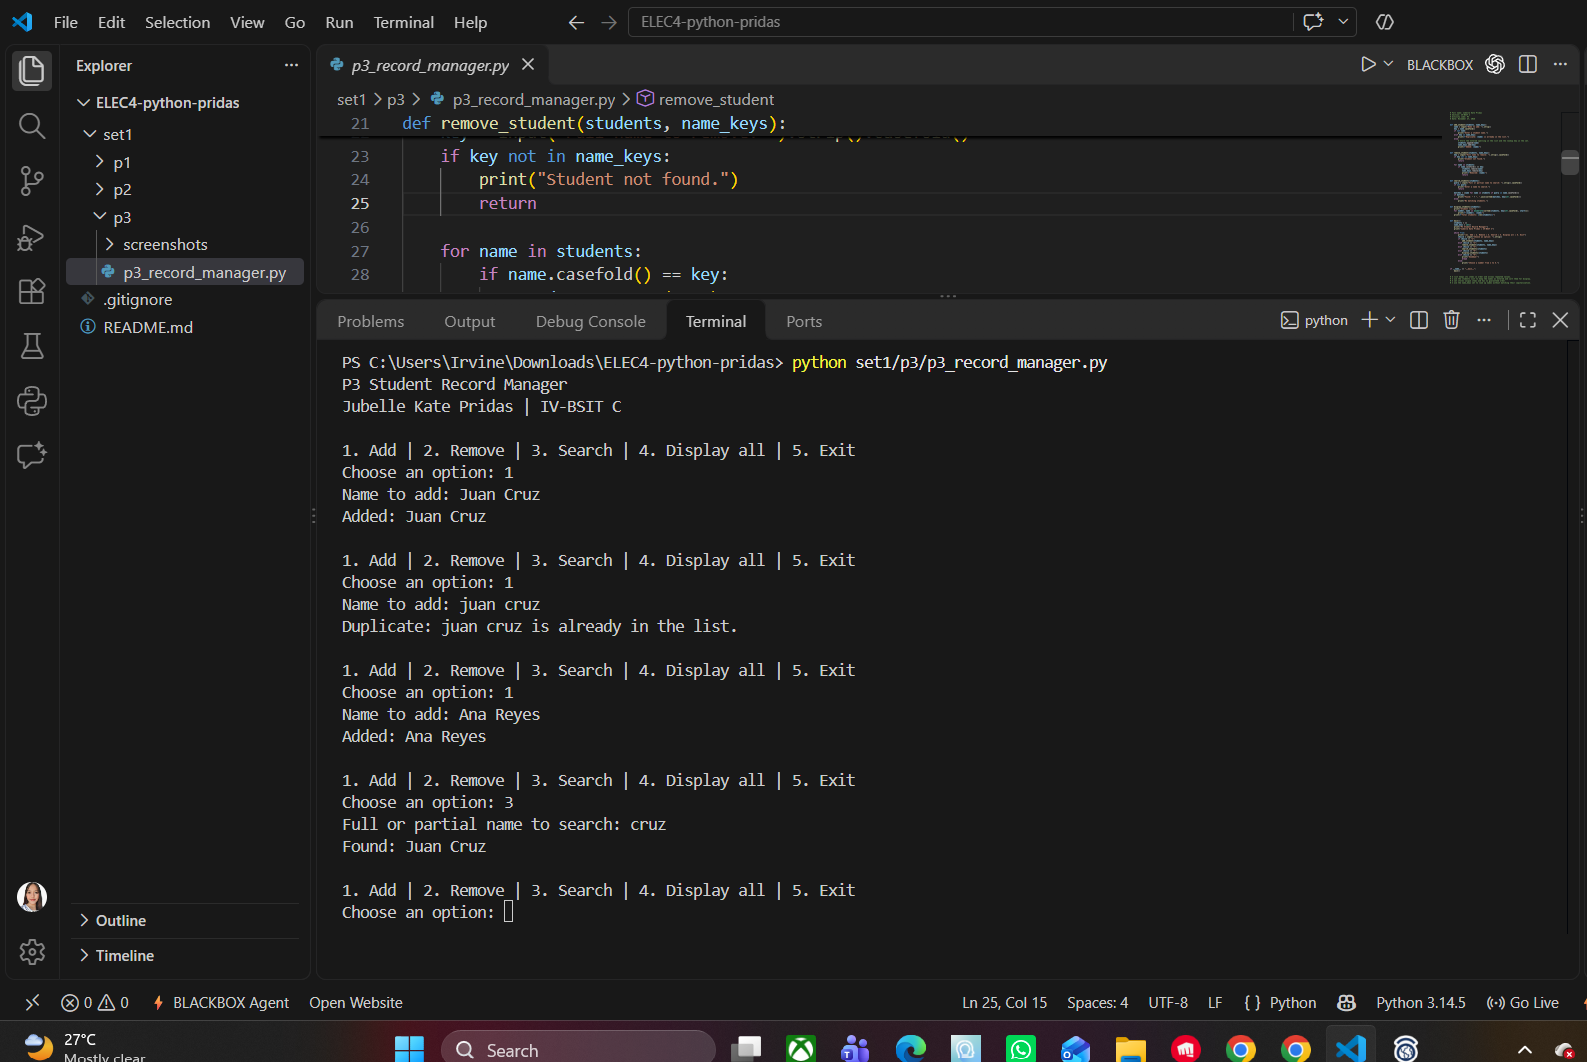 File Edit Selection View Go Run Terminal Help
ELEC4-python-pridas
Explorer
ELEC4-python-pridas
set1
p1
p2
p3
screenshots
p3_record_manager.py
.gitignore
README.md
Outline
Timeline
p3_record_manager.py
BLACKBOX
set1 > p3 > p3_record_manager.py > remove_student
21 def remove_student(students, name_keys):
23 if key not in name_keys:
24 print("Student not found.")
25 return
26
27 for name in students:
28 if name.casefold() == key:
Problems Output Debug Console Terminal Ports
python
PS C:\Users\Irvine\Downloads\ELEC4-python-pridas> python set1/p3/p3_record_manager.py
P3 Student Record Manager
Jubelle Kate Pridas | IV-BSIT C
1. Add | 2. Remove | 3. Search | 4. Display all | 5. Exit
Choose an option: 1
Name to add: Juan Cruz
Added: Juan Cruz
1. Add | 2. Remove | 3. Search | 4. Display all | 5. Exit
Choose an option: 1
Name to add: juan cruz
Duplicate: juan cruz is already in the list.
1. Add | 2. Remove | 3. Search | 4. Display all | 5. Exit
Choose an option: 1
Name to add: Ana Reyes
Added: Ana Reyes
1. Add | 2. Remove | 3. Search | 4. Display all | 5. Exit
Choose an option: 3
Full or partial name to search: cruz
Found: Juan Cruz
1. Add | 2. Remove | 3. Search | 4. Display all | 5. Exit
Choose an option:
0 0 BLACKBOX Agent Open Website
Ln 25, Col 15 Spaces: 4 UTF-8 LF {} Python Python 3.14.5 Go Live
27°C
Mostly clear
Search